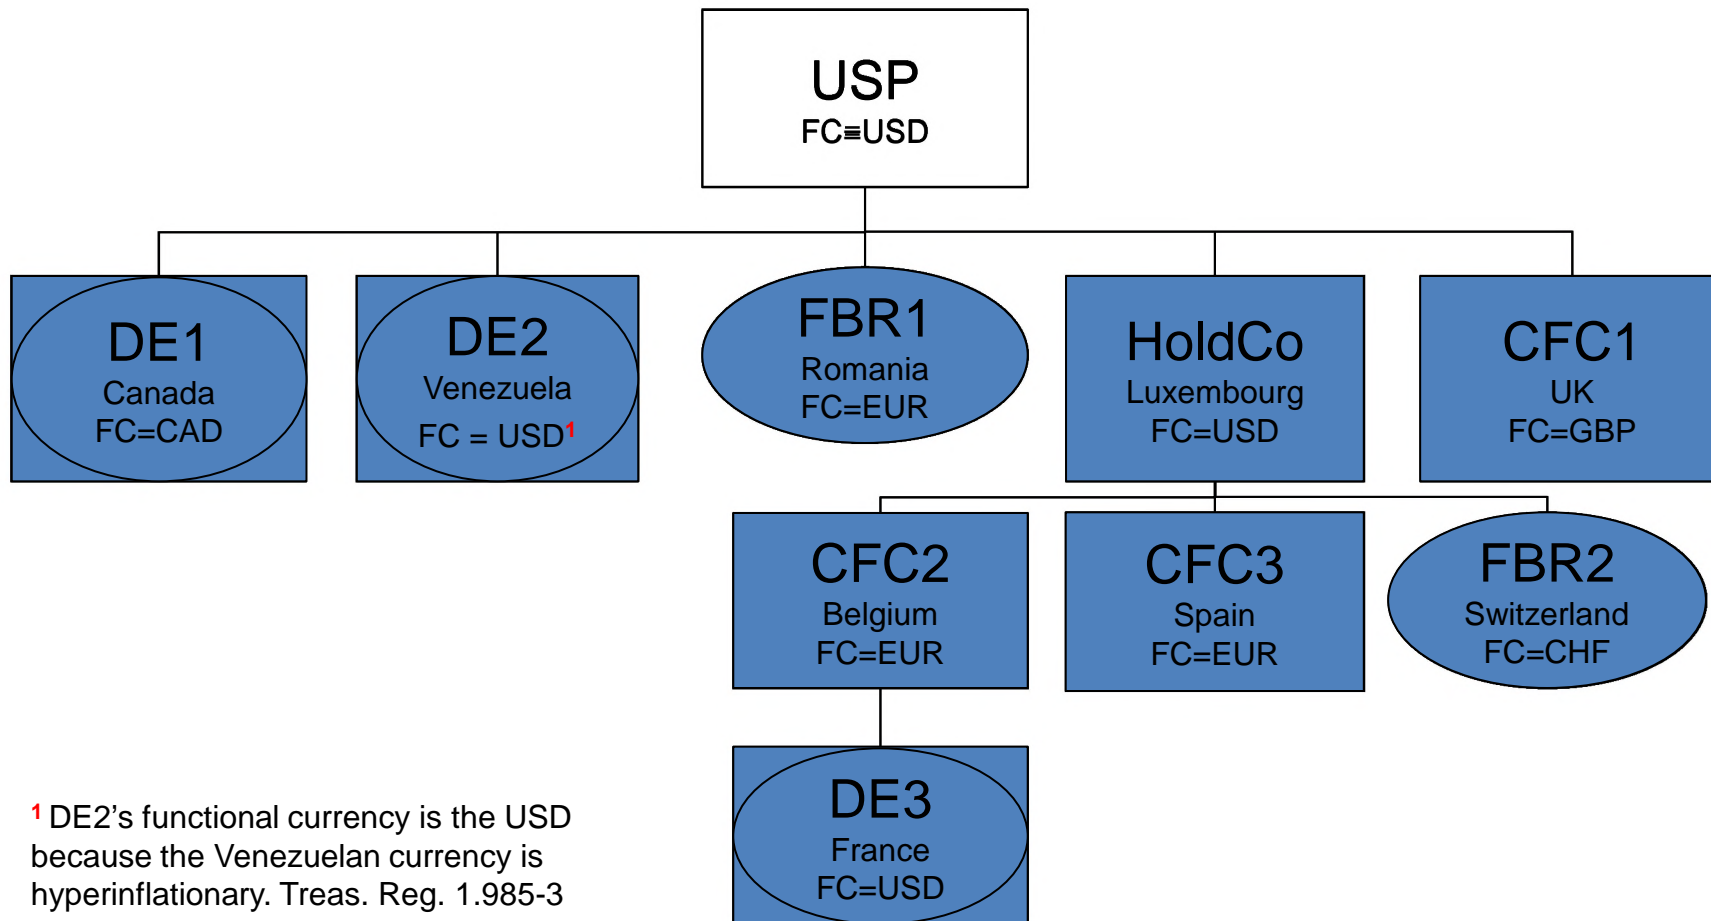 USP
FC≡USD
DE1
Canada
FC=CAD
DE2
Venezuela
FC = USD¹
FBR1
Romania
FC=EUR
HoldCo
Luxembourg
FC=USD
CFC1
UK
FC=GBP
CFC2
Belgium
FC=EUR
CFC3
Spain
FC=EUR
FBR2
Switzerland
FC=CHF
DE3
France
FC=USD
¹ DE2’s functional currency is the USD
because the Venezuelan currency is
hyperinflationary. Treas. Reg. 1.985-3